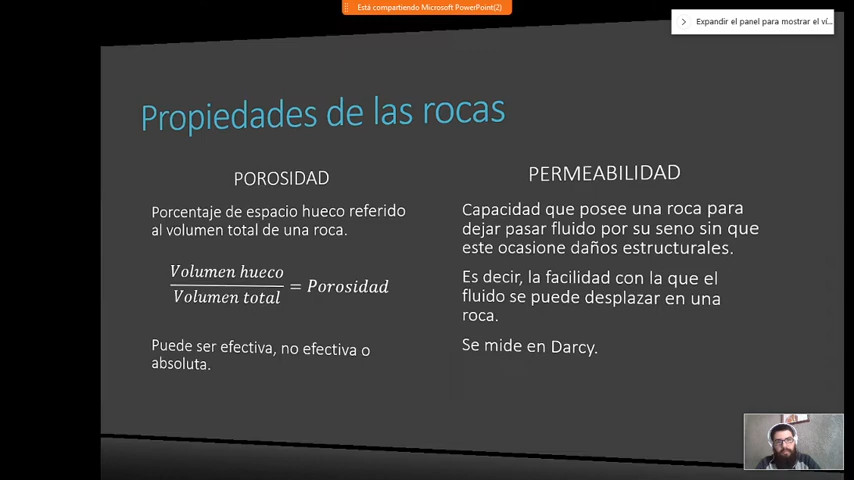 Está compartiendo Microsoft PowerPoint(2)
Expandir el panel para mostrar el ví...
Propiedades de las rocas
POROSIDAD
Porcentaje de espacio hueco referido
al volumen total de una roca.
Volumen hueco
Volumen total
= Porosidad
Puede ser efectiva, no efectiva o
absoluta.
PERMEABILIDAD
Capacidad que posee una roca para
dejar pasar fluido por su seno sin que
este ocasione daños estructurales.
Es decir, la facilidad con la que el
fluido se puede desplazar en una
roca.
Se mide en Darcy.